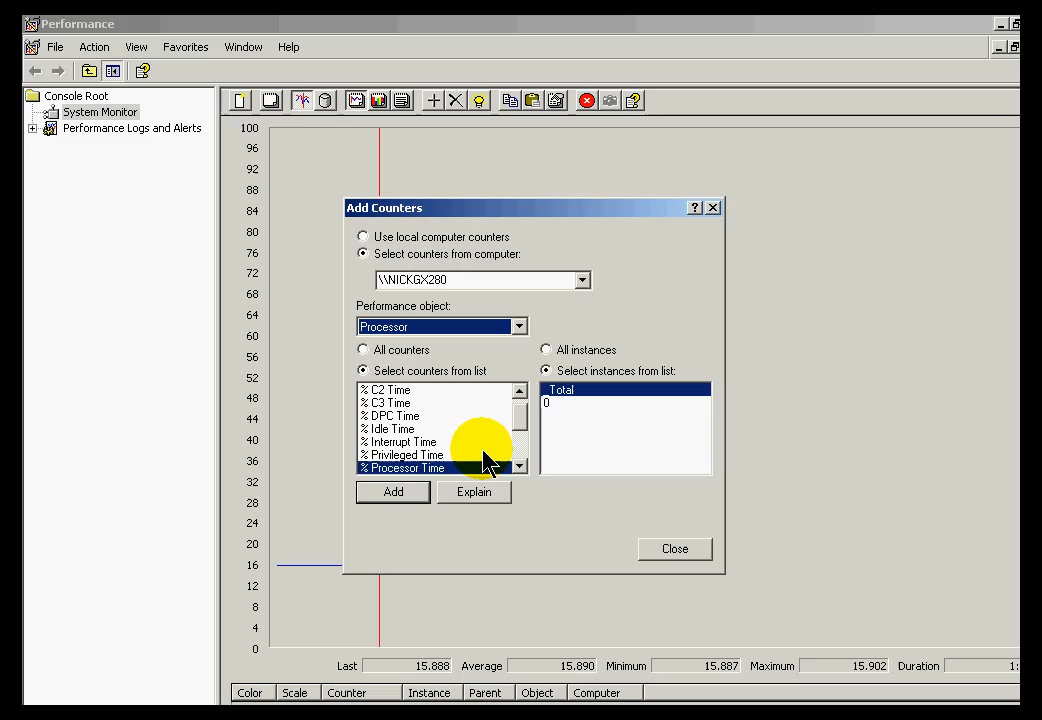 Performance
File Action View Favorites Window Help
Console Root
System Monitor
Performance Logs and Alerts
100
96
92
88
84
80
76
72
68
64
60
56
52
48
44
40
36
32
28
24
20
16
12
8
4
0
Add Counters
Use local computer counters
Select counters from computer:
\\NICKGX280
Performance object:
Processor
All counters
All instances
Select counters from list
Select instances from list:
% C2 Time
% C3 Time
% DPC Time
% Idle Time
% Interrupt Time
% Privileged Time
% Processor Time
_Total
0
Add
Explain
Close
Last 15.888 Average 15.890 Minimum 15.887 Maximum 15.902 Duration 1:
Color Scale Counter Instance Parent Object Computer